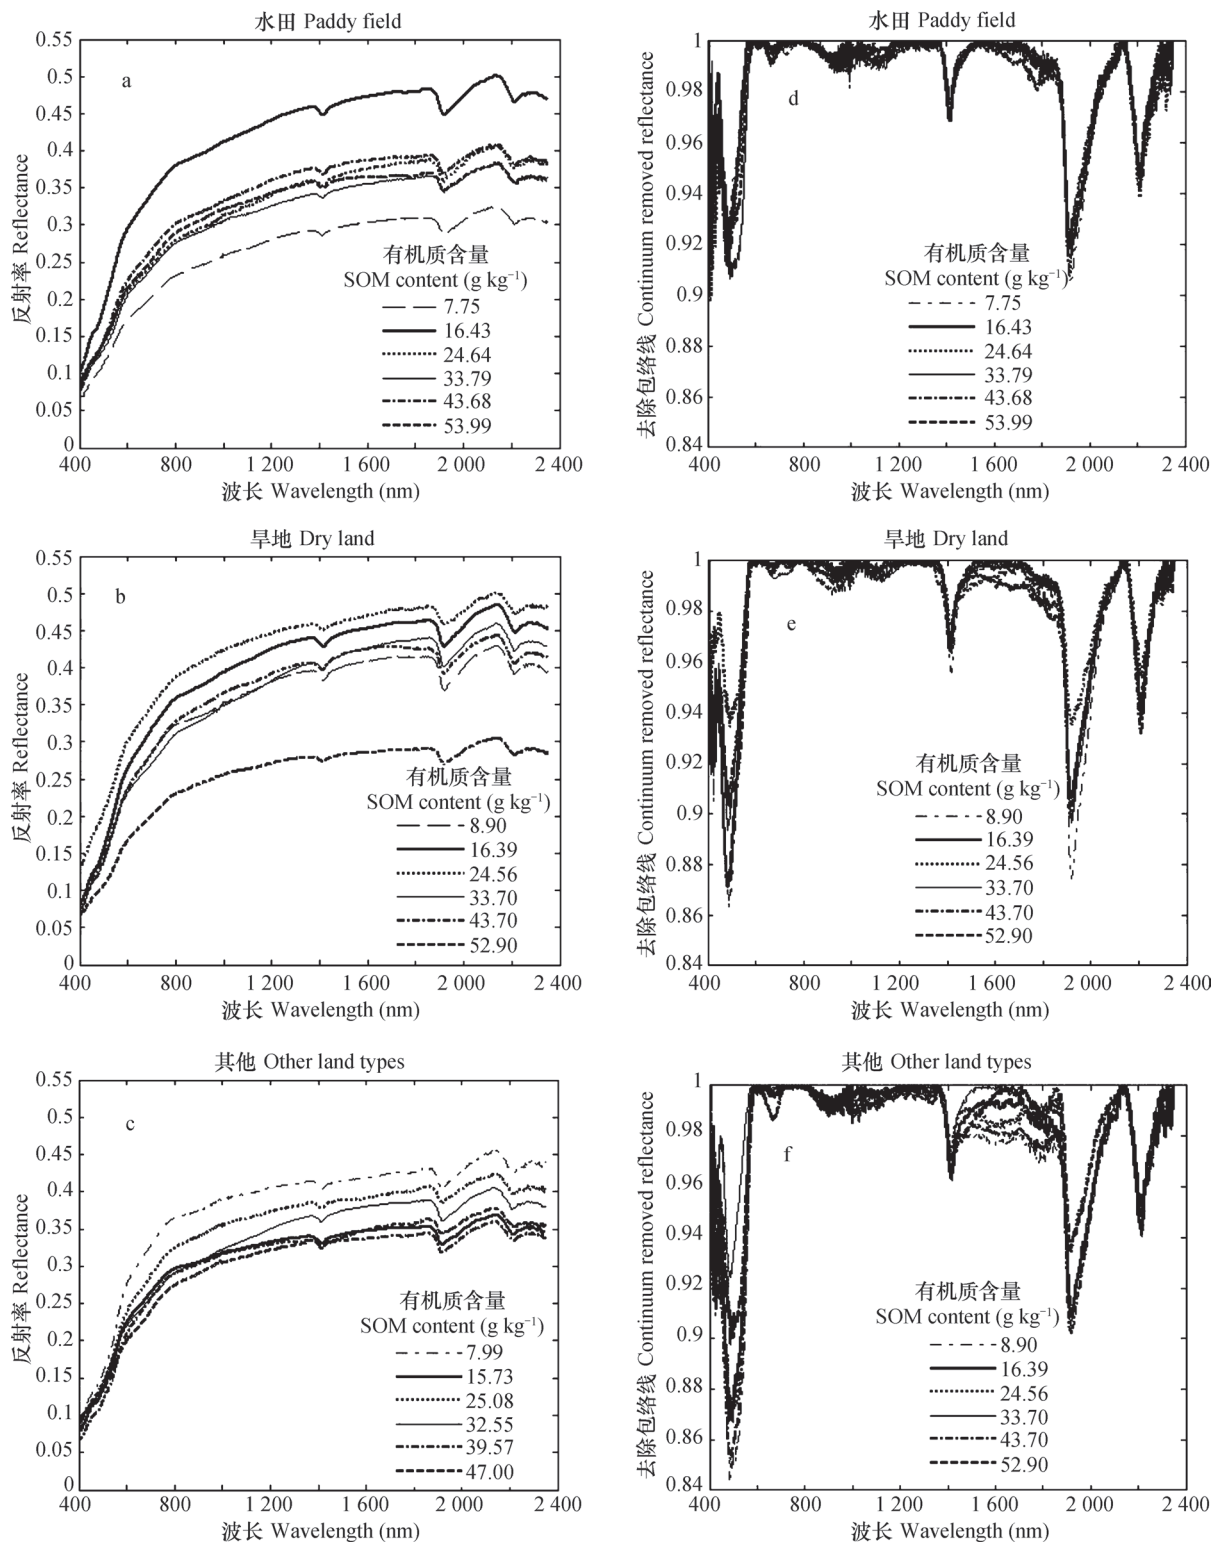 水田 Paddy field
a
反射率 Reflectance
0.55
0.5
0.45
0.4
0.35
0.3
0.25
0.2
0.15
0.1
0.05
0
有机质含量
SOM content (g kg⁻¹)
7.75
16.43
24.64
33.79
43.68
53.99
400 800 1 200 1 600 2 000 2 400
波长 Wavelength (nm)
水田 Paddy field
d
去除包络线 Continuum removed reflectance
1
0.98
0.96
0.94
0.92
0.9
0.88
0.86
0.84
有机质含量
SOM content (g kg⁻¹)
7.75
16.43
24.64
33.79
43.68
53.99
400 800 1 200 1 600 2 000 2 400
波长 Wavelength (nm)
旱地 Dry land
b
反射率 Reflectance
0.55
0.5
0.45
0.4
0.35
0.3
0.25
0.2
0.15
0.1
0.05
0
有机质含量
SOM content (g kg⁻¹)
8.90
16.39
24.56
33.70
43.70
52.90
400 800 1 200 1 600 2 000 2 400
波长 Wavelength (nm)
旱地 Dry land
e
去除包络线 Continuum removed reflectance
1
0.98
0.96
0.94
0.92
0.9
0.88
0.86
0.84
有机质含量
SOM content (g kg⁻¹)
8.90
16.39
24.56
33.70
43.70
52.90
400 800 1 200 1 600 2 000 2 400
波长 Wavelength (nm)
其他 Other land types
c
反射率 Reflectance
0.55
0.5
0.45
0.4
0.35
0.3
0.25
0.2
0.15
0.1
0.05
0
有机质含量
SOM content (g kg⁻¹)
7.99
15.73
25.08
32.55
39.57
47.00
400 800 1 200 1 600 2 000 2 400
波长 Wavelength (nm)
其他 Other land types
f
去除包络线 Continuum removed reflectance
1
0.98
0.96
0.94
0.92
0.9
0.88
0.86
0.84
有机质含量
SOM content (g kg⁻¹)
8.90
16.39
24.56
33.70
43.70
52.90
400 800 1 200 1 600 2 000 2 400
波长 Wavelength (nm)